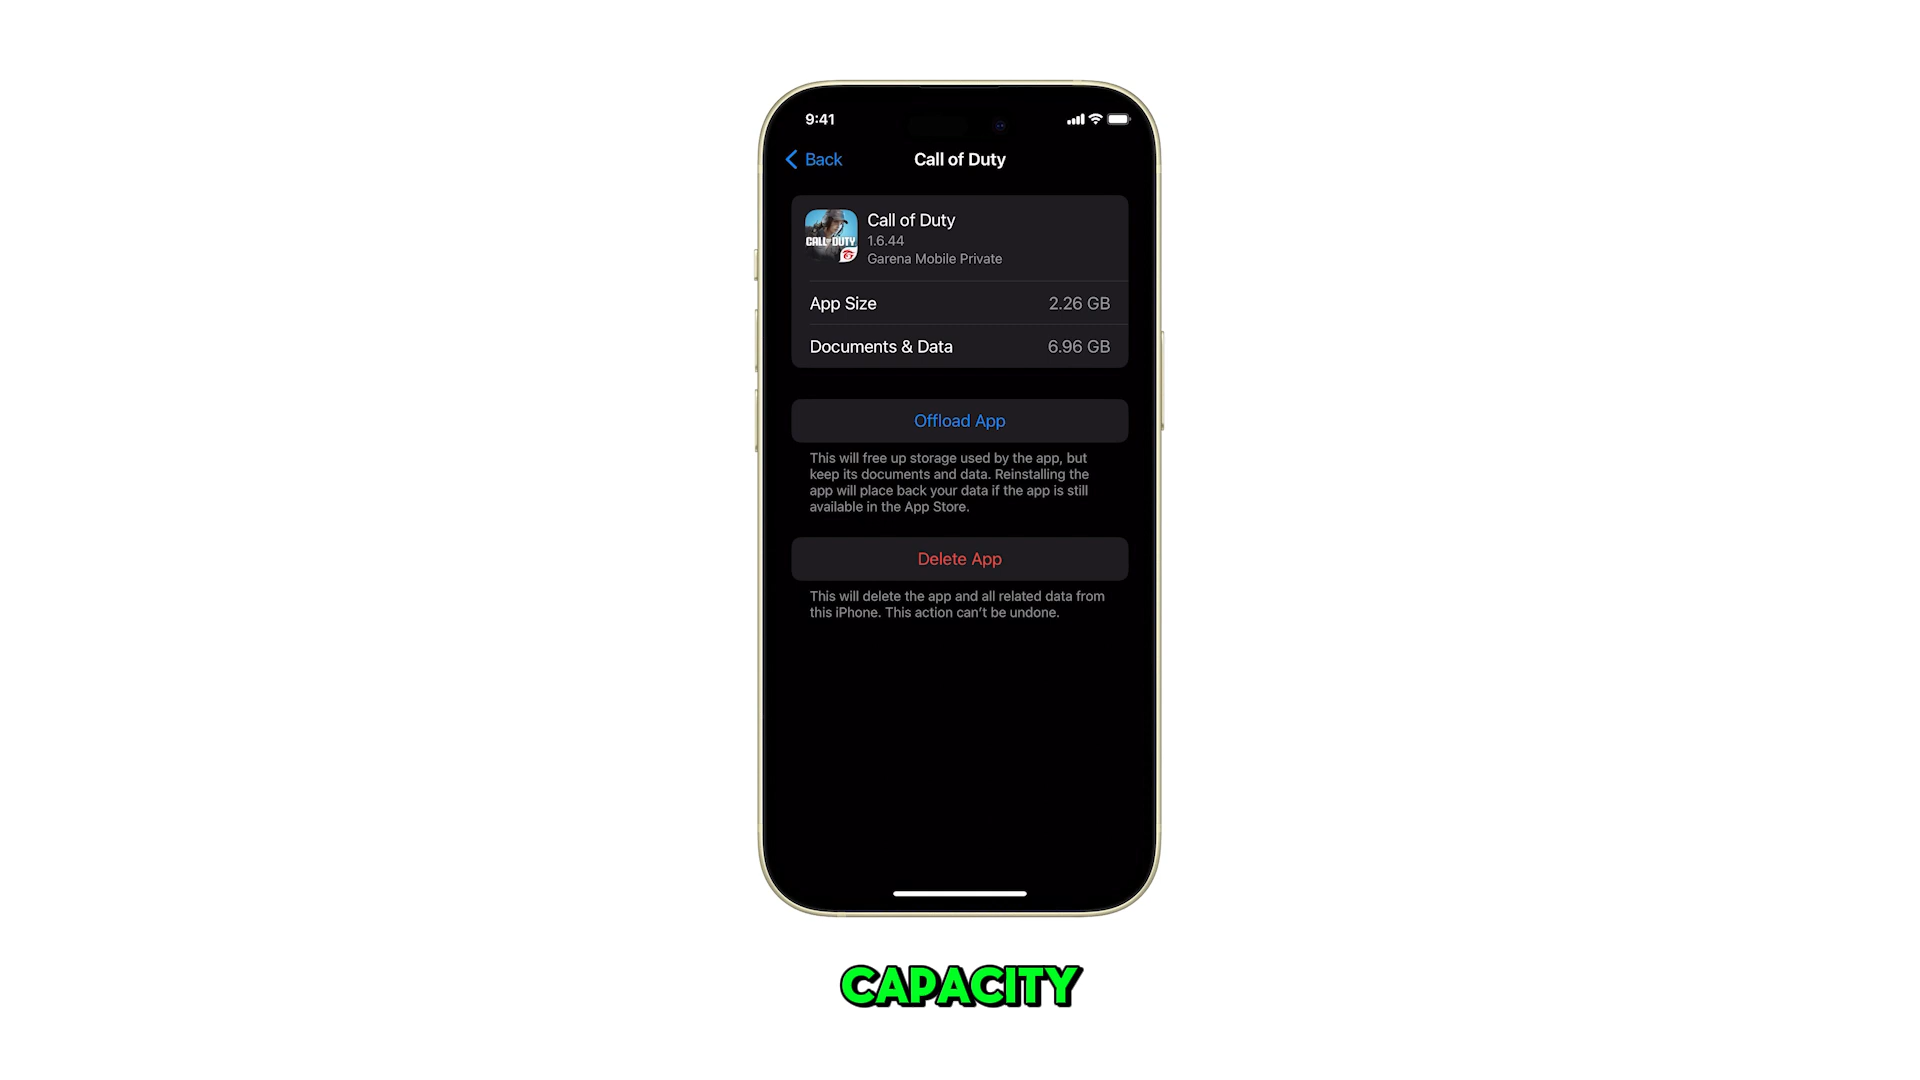 9:41
Back
Call of Duty
CALL OF DUTY
Call of Duty
1.6.44
Garena Mobile Private
App Size 2.26 GB
Documents & Data 6.96 GB
Offload App
This will free up storage used by the app, but
keep its documents and data. Reinstalling the
app will place back your data if the app is still
available in the App Store.
Delete App
This will delete the app and all related data from
this iPhone. This action can't be undone.
CAPACITY